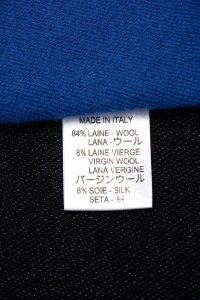 MADE IN ITALY
84% LAINE - WOOL
LANA - ウール
8% LAINE VIERGE
VIRGIN WOOL
LANA VERGINE
バージンウール
8% SOIE - SILK
SETA - 絹